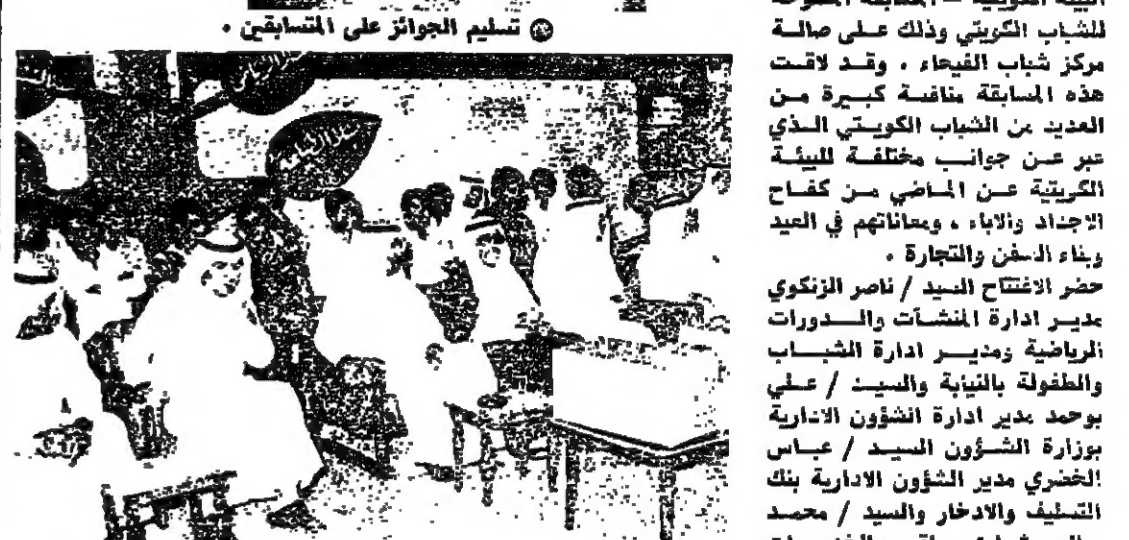 تسليم الجوائز على المتسابقين .
للشباب الكويتي وذلك على صالة
مركز شباب الفيحاء . وقد لاقت
هذه المسابقة منافسة كبيرة من
العديد من الشباب الكويتي الذي
عبر عن جوانب مختلفة للبيئة
الكويتية عن الماضي من كفاح
الاجداد والاباء ، ومعاناتهم في الصيد
وبناء السفن والتجارة .
حضر الافتتاح السيد / ناصر الزنكوي
مدير ادارة المنشآت والدورات
الرياضية ومدير ادارة الشباب
والطفولة بالنيابة والسيد / علي
بوحمد مدير ادارة الشؤون الادارية
بوزارة الشؤون السيد / عباس
الخضري مدير الشؤون الادارية بنك
التسليف والادخار والسيد / محمد